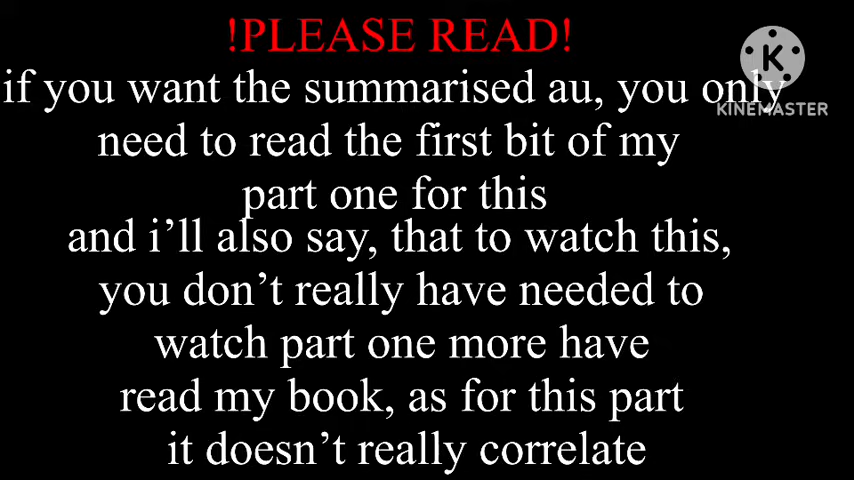 !PLEASE READ!
if you want the summarised au, you only
need to read the first bit of my
part one for this
and i’ll also say, that to watch this,
you don’t really have needed to
watch part one more have
read my book, as for this part
it doesn’t really correlate
K
KINEMASTER